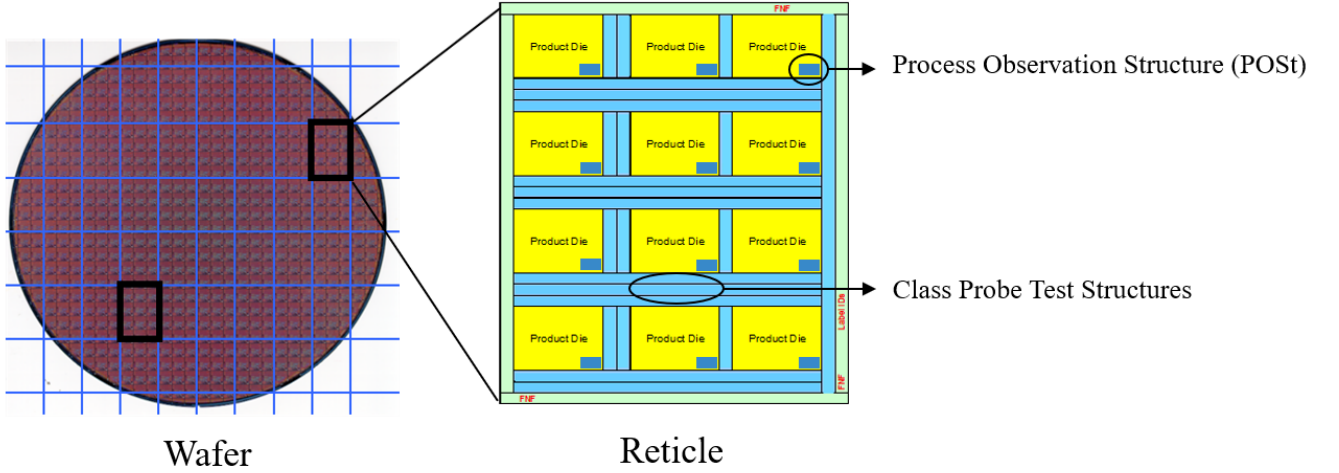 FNF
Product Die Product Die Product Die
Process Observation Structure (POSt)
Product Die Product Die Product Die
Product Die Product Die Product Die
Class Probe Test Structures
Label IDs
Product Die Product Die Product Die
FNF
FNF
Wafer
Reticle